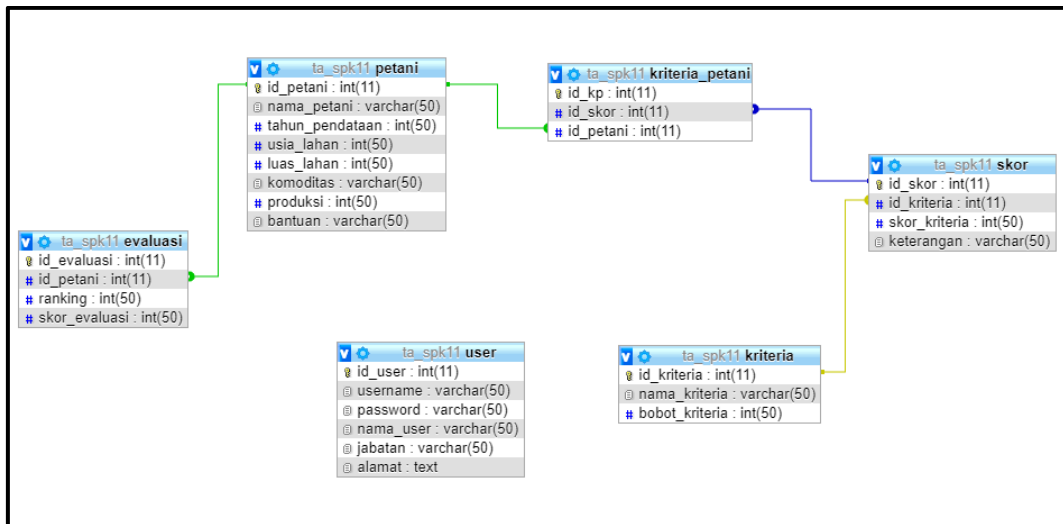 ta_spk11 petani
id_petani : int(11)
nama_petani : varchar(50)
tahun_pendataan : int(50)
usia_lahan : int(50)
luas_lahan : int(50)
komoditas : varchar(50)
produksi : int(50)
bantuan : varchar(50)
ta_spk11 kriteria_petani
id_kp : int(11)
id_skor : int(11)
id_petani : int(11)
ta_spk11 skor
id_skor : int(11)
id_kriteria : int(11)
skor_kriteria : int(50)
keterangan : varchar(50)
ta_spk11 evaluasi
id_evaluasi : int(11)
id_petani : int(11)
ranking : int(50)
skor_evaluasi : int(50)
ta_spk11 user
id_user : int(11)
username : varchar(50)
password : varchar(50)
nama_user : varchar(50)
jabatan : varchar(50)
alamat : text
ta_spk11 kriteria
id_kriteria : int(11)
nama_kriteria : varchar(50)
bobot_kriteria : int(50)